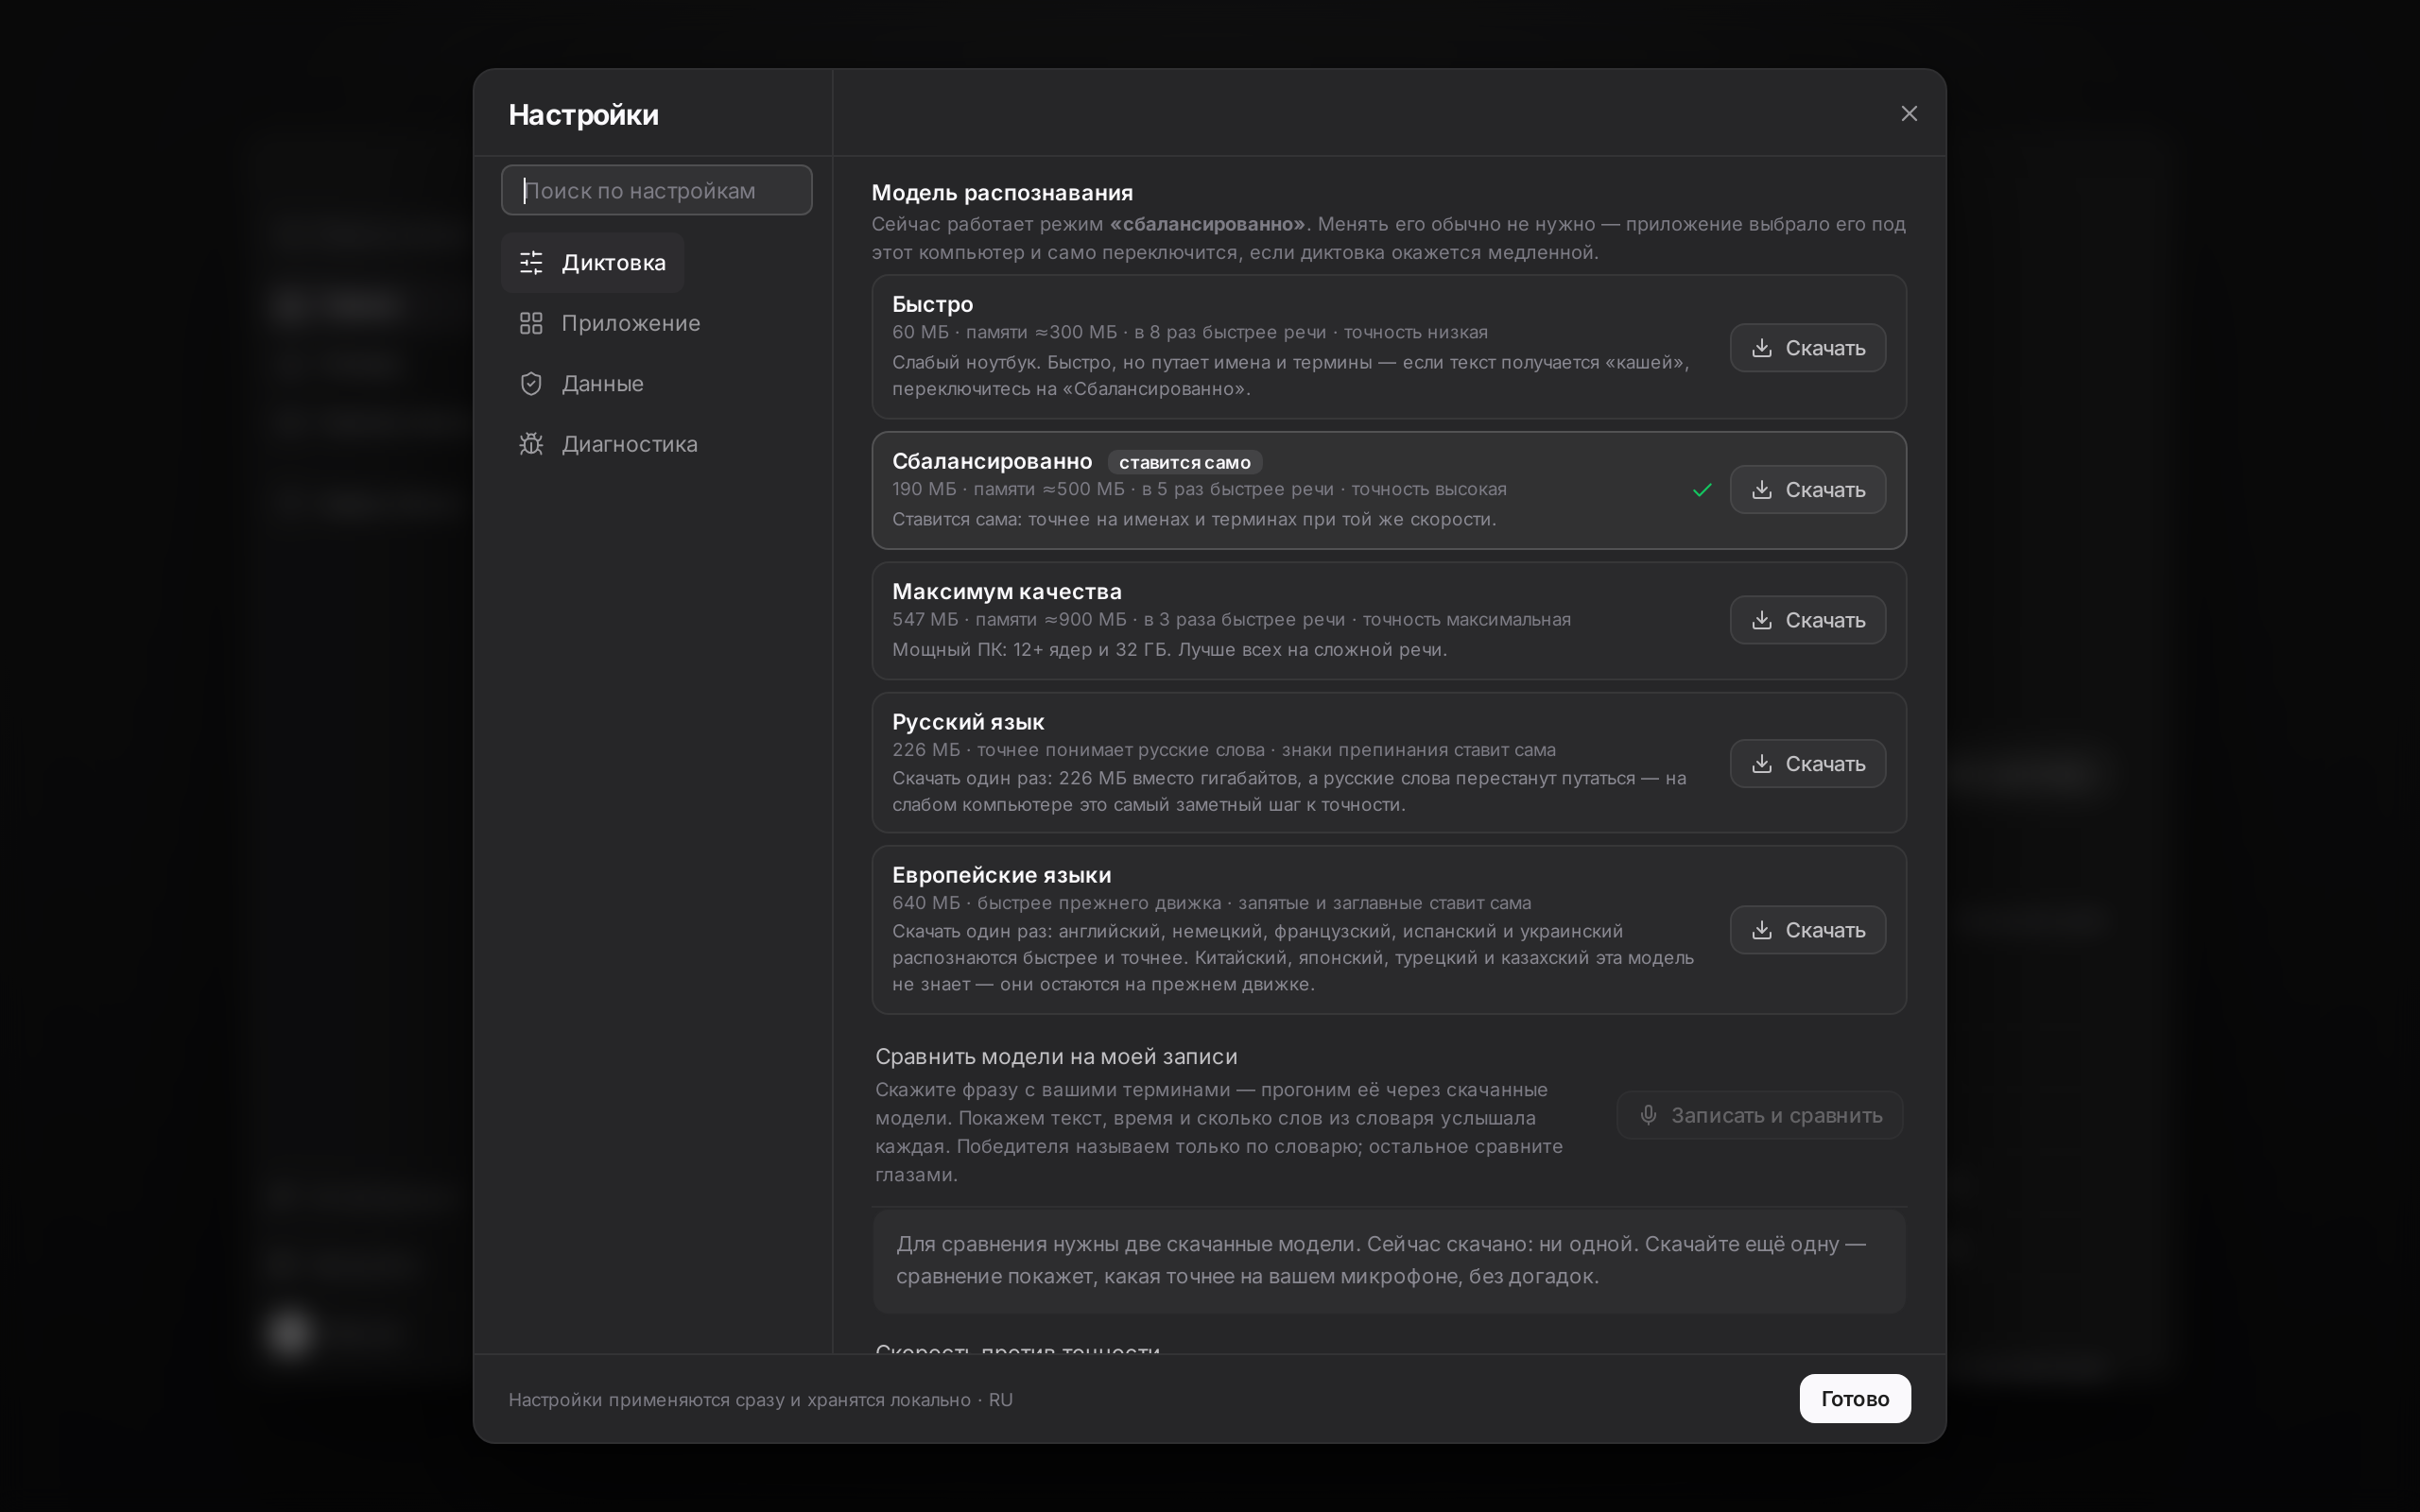 Настройки
Поиск по настройкам
Диктовка
Приложение
Данные
Диагностика
Модель распознавания
Сейчас работает режим «сбалансированно». Менять его обычно не нужно — приложение выбрало его под
этот компьютер и само переключится, если диктовка окажется медленной.
Быстро
60 МБ · памяти ≈300 МБ · в 8 раз быстрее речи · точность низкая
Слабый ноутбук. Быстро, но путает имена и термины — если текст получается «кашей»,
переключитесь на «Сбалансированно».
Скачать
Сбалансированно ставится само
190 МБ · памяти ≈500 МБ · в 5 раз быстрее речи · точность высокая
Ставится сама: точнее на именах и терминах при той же скорости.
Скачать
Максимум качества
547 МБ · памяти ≈900 МБ · в 3 раза быстрее речи · точность максимальная
Мощный ПК: 12+ ядер и 32 ГБ. Лучше всех на сложной речи.
Скачать
Русский язык
226 МБ · точнее понимает русские слова · знаки препинания ставит сама
Скачать один раз: 226 МБ вместо гигабайтов, а русские слова перестанут путаться — на
слабом компьютере это самый заметный шаг к точности.
Скачать
Европейские языки
640 МБ · быстрее прежнего движка · запятые и заглавные ставит сама
Скачать один раз: английский, немецкий, французский, испанский и украинский
распознаются быстрее и точнее. Китайский, японский, турецкий и казахский эта модель
не знает — они остаются на прежнем движке.
Скачать
Сравнить модели на моей записи
Скажите фразу с вашими терминами — прогоним её через скачанные
модели. Покажем текст, время и сколько слов из словаря услышала
каждая. Победителя называем только по словарю; остальное сравните
глазами.
Записать и сравнить
Для сравнения нужны две скачанные модели. Сейчас скачано: ни одной. Скачайте ещё одну —
сравнение покажет, какая точнее на вашем микрофоне, без догадок.
Скорость против точности
Настройки применяются сразу и хранятся локально · RU
Готово